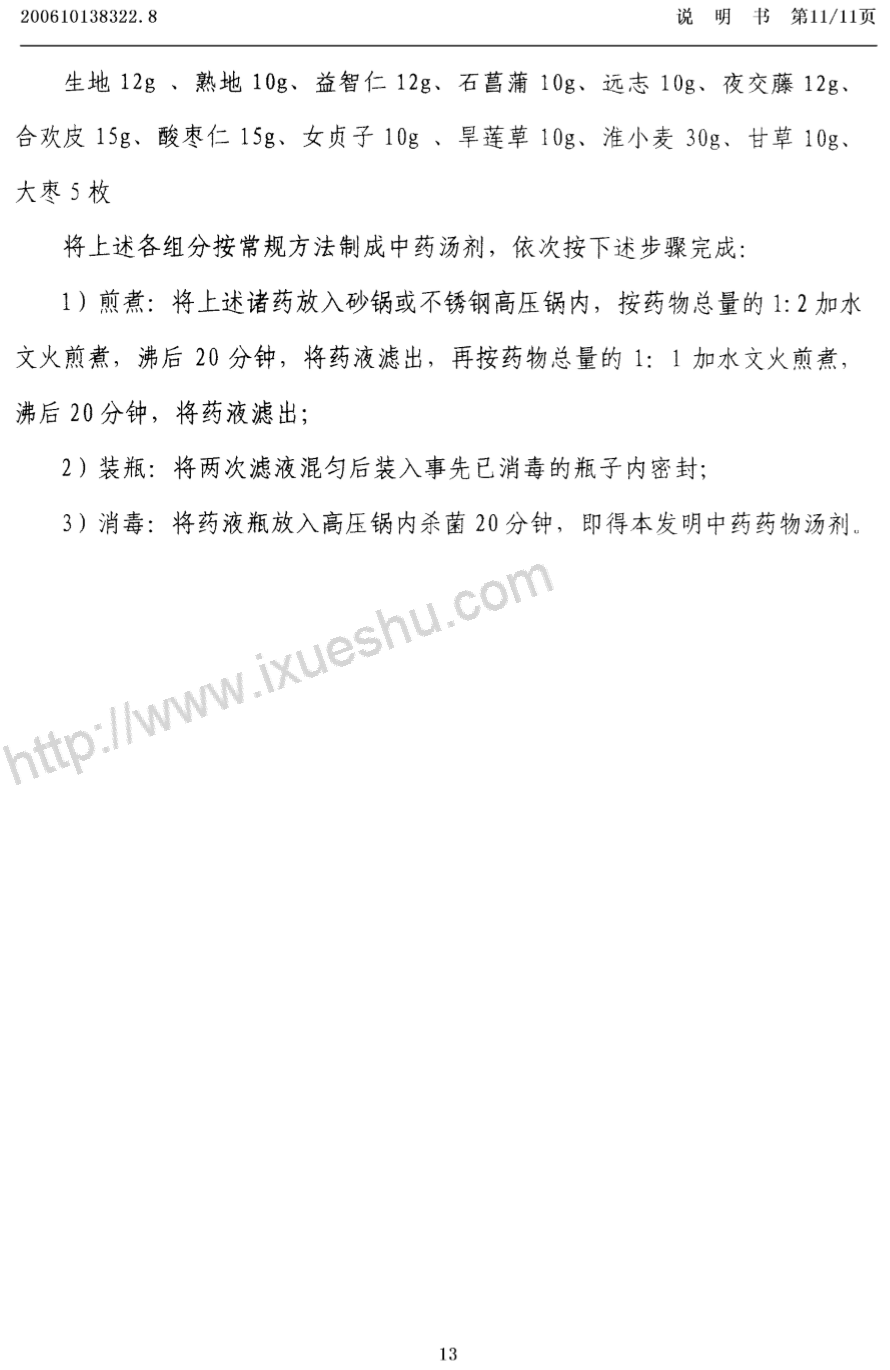 200610138322.8 说 明 书 第11/11页
生地 12g 、熟地 10g、益智仁 12g、石菖蒲 10g、远志 10g、夜交藤 12g、
合欢皮 15g、酸枣仁 15g、女贞子 10g 、旱莲草 10g、淮小麦 30g、甘草 10g、
大枣 5 枚
将上述各组分按常规方法制成中药汤剂，依次按下述步骤完成：
1）煎煮：将上述诸药放入砂锅或不锈钢高压锅内，按药物总量的 1:2 加水
文火煎煮，沸后 20 分钟，将药液滤出，再按药物总量的 1：1 加水文火煎煮，
沸后 20 分钟，将药液滤出；
2）装瓶：将两次滤液混匀后装入事先已消毒的瓶子内密封；
3）消毒：将药液瓶放入高压锅内杀菌 20 分钟，即得本发明中药药物汤剂。
http://www.ixueshu.com
13